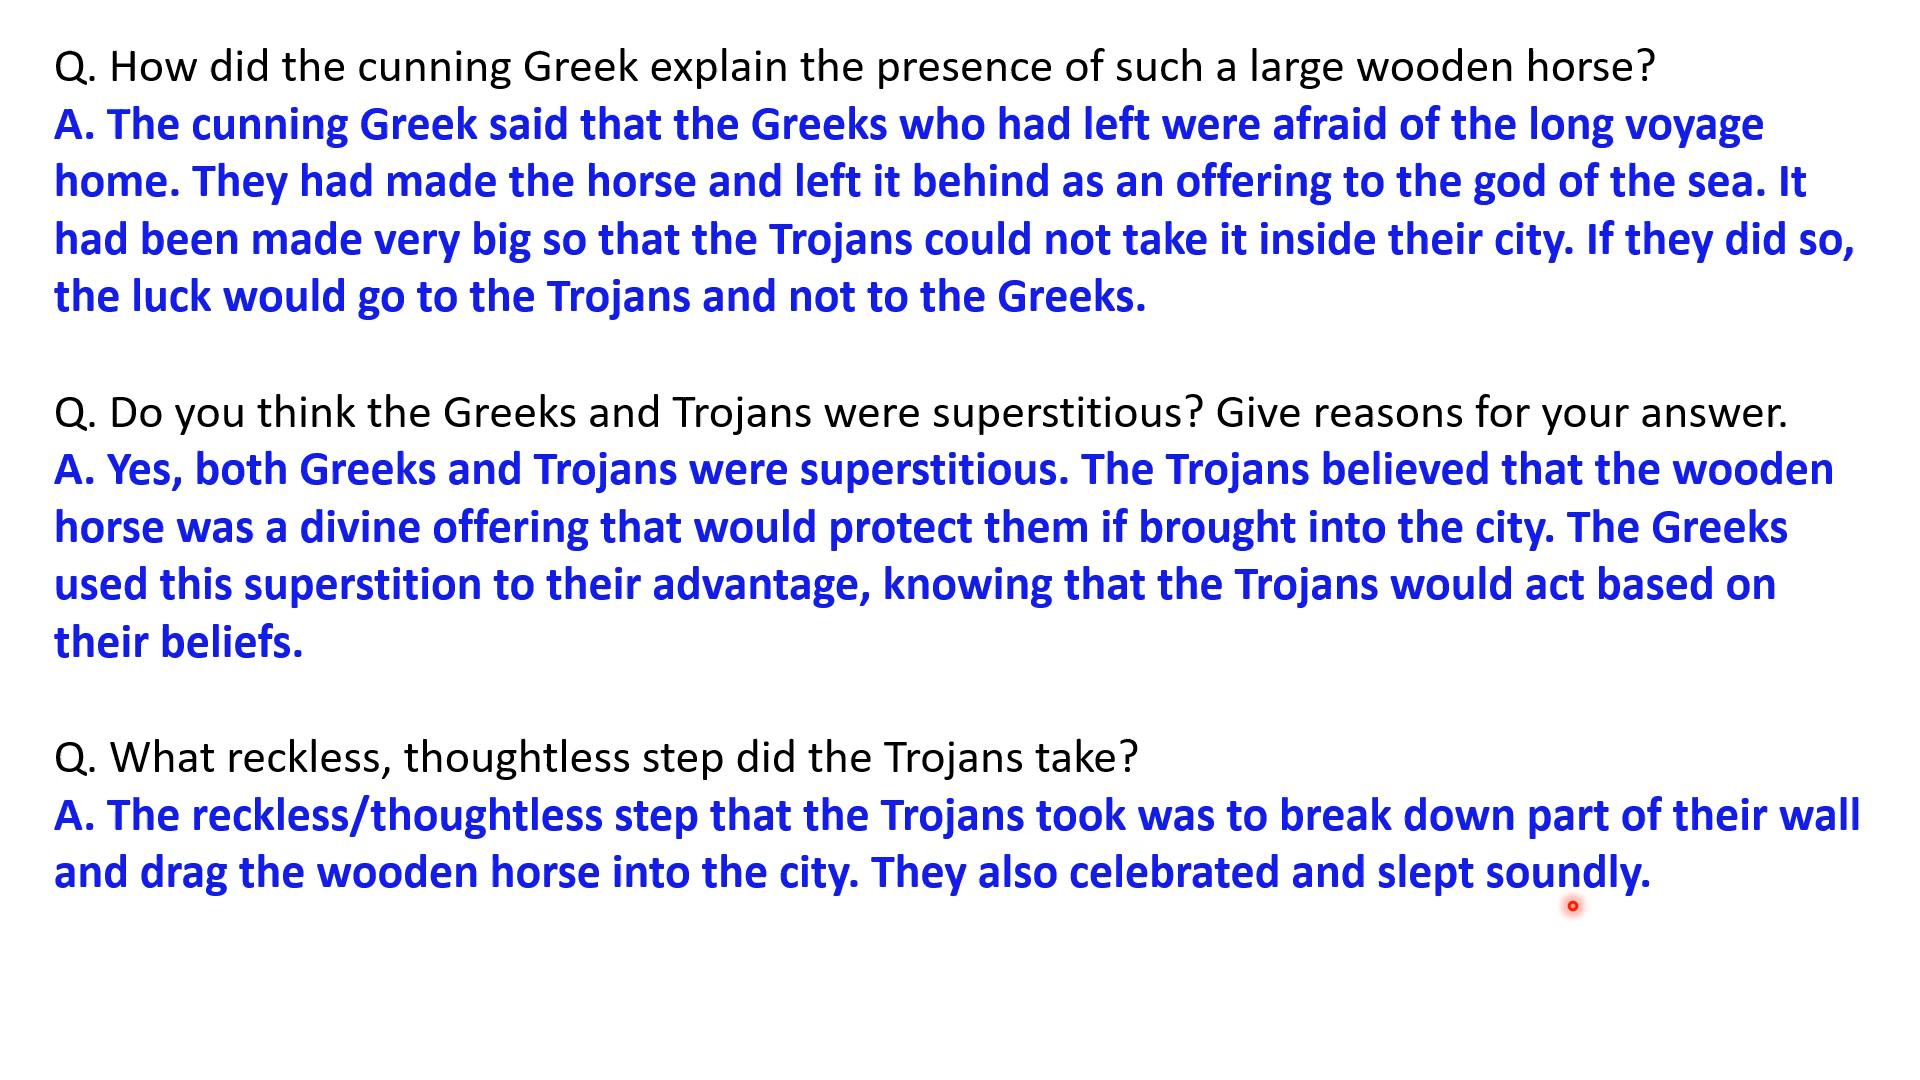 Q. How did the cunning Greek explain the presence of such a large wooden horse?
A. The cunning Greek said that the Greeks who had left were afraid of the long voyage
home. They had made the horse and left it behind as an offering to the god of the sea. It
had been made very big so that the Trojans could not take it inside their city. If they did so,
the luck would go to the Trojans and not to the Greeks.
Q. Do you think the Greeks and Trojans were superstitious? Give reasons for your answer.
A. Yes, both Greeks and Trojans were superstitious. The Trojans believed that the wooden
horse was a divine offering that would protect them if brought into the city. The Greeks
used this superstition to their advantage, knowing that the Trojans would act based on
their beliefs.
Q. What reckless, thoughtless step did the Trojans take?
A. The reckless/thoughtless step that the Trojans took was to break down part of their wall
and drag the wooden horse into the city. They also celebrated and slept soundly.